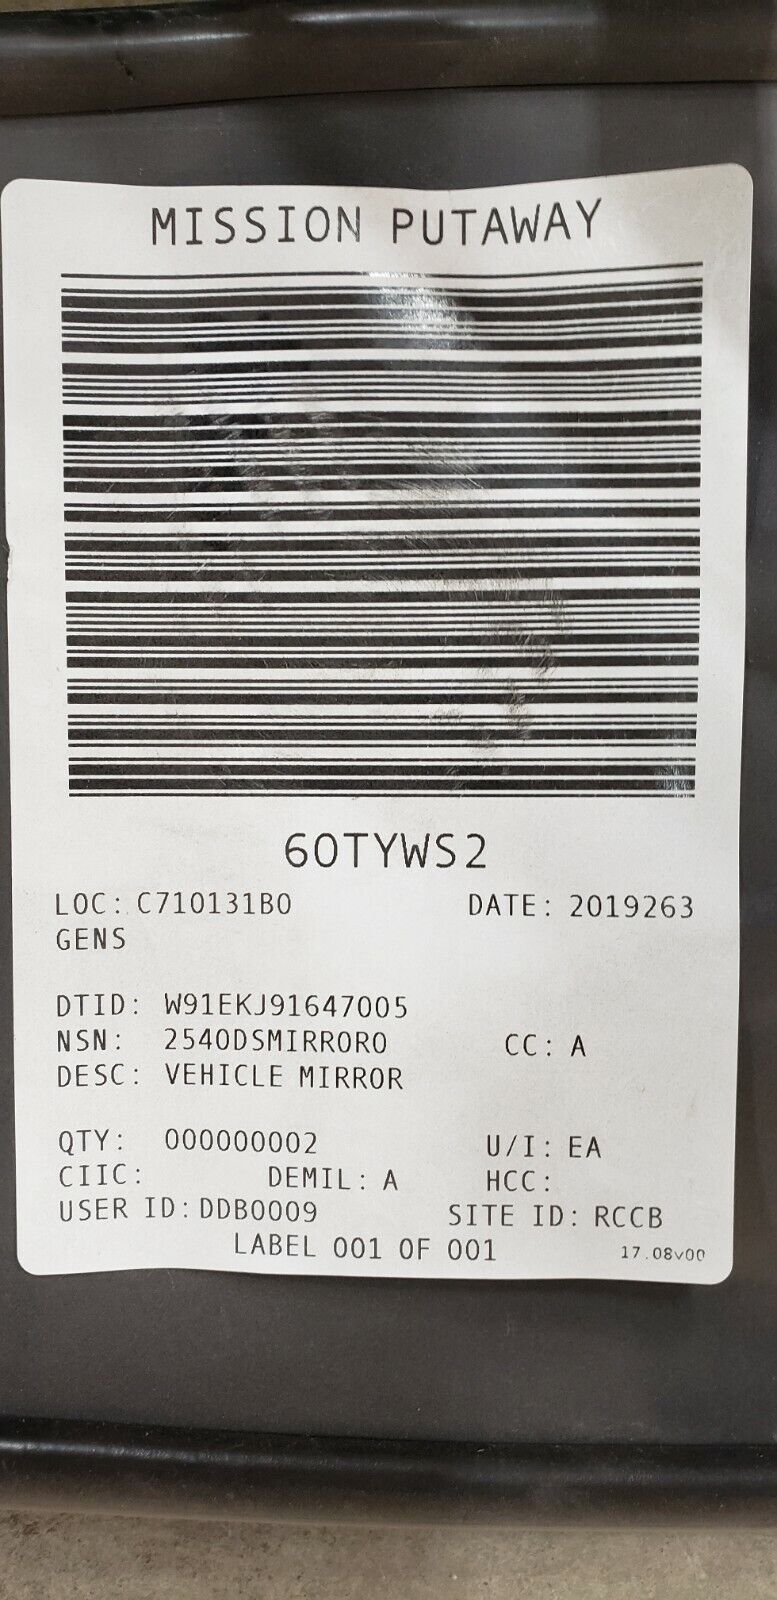 MISSION PUTAWAY
6OTYWS2
LOC: C710131B0 DATE: 2019263
GENS
DTID: W91EKJ91647005
NSN: 2540DSMIRROR0 CC: A
DESC: VEHICLE MIRROR
QTY: 000000002 U/I: EA
CIIC: DEMIL: A HCC:
USER ID: DDB0009 SITE ID: RCCB
LABEL 001 OF 001 17.08v00